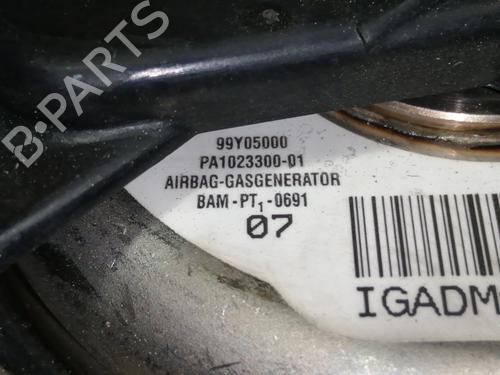 99Y05000
PA1023300-01
AIRBAG-GASGENERATOR
BAM-PT1-0691
07
IGADM
B-PARTS